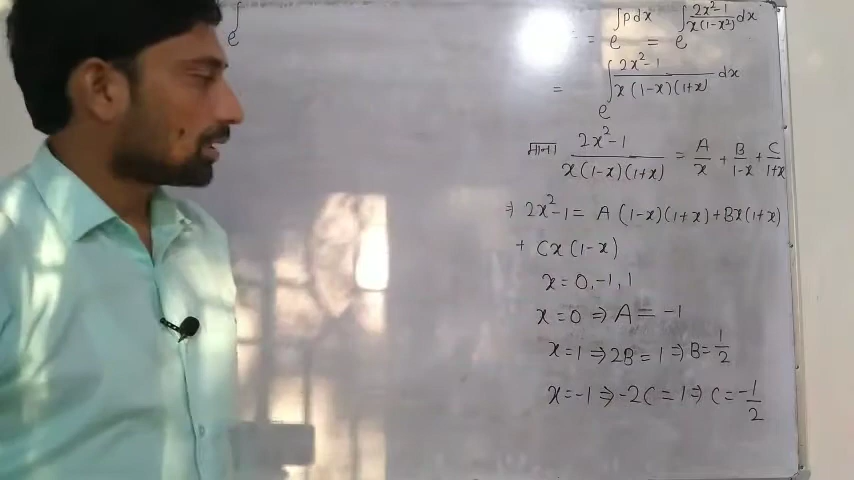 e^∫
= = e^∫pdx = e^∫(2x²-1)/(x(1-x²)) dx
= e^∫(2x²-1)/(x(1-x)(1+x)) dx
माना (2x²-1)/(x(1-x)(1+x)) = A/x + B/(1-x) + C/(1+x)
⇒ 2x²-1 = A(1-x)(1+x)+Bx(1+x)
+ Cx(1-x)
x=0,-1,1
x=0 ⇒ A = -1
x=1 ⇒ 2B=1 ⇒ B=1/2
x=-1 ⇒ -2C=1 ⇒ C=-1/2